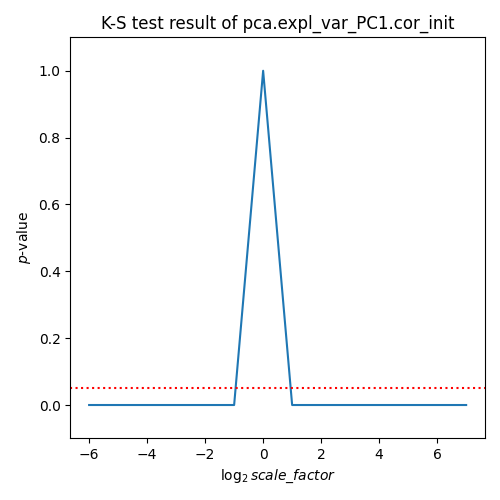 K-S test result of pca.expl_var_PC1.cor_init
1.0
0.8
0.6
0.4
0.2
0.0
p-value
−6 −4 −2 0 2 4 6
log₂ scale_factor